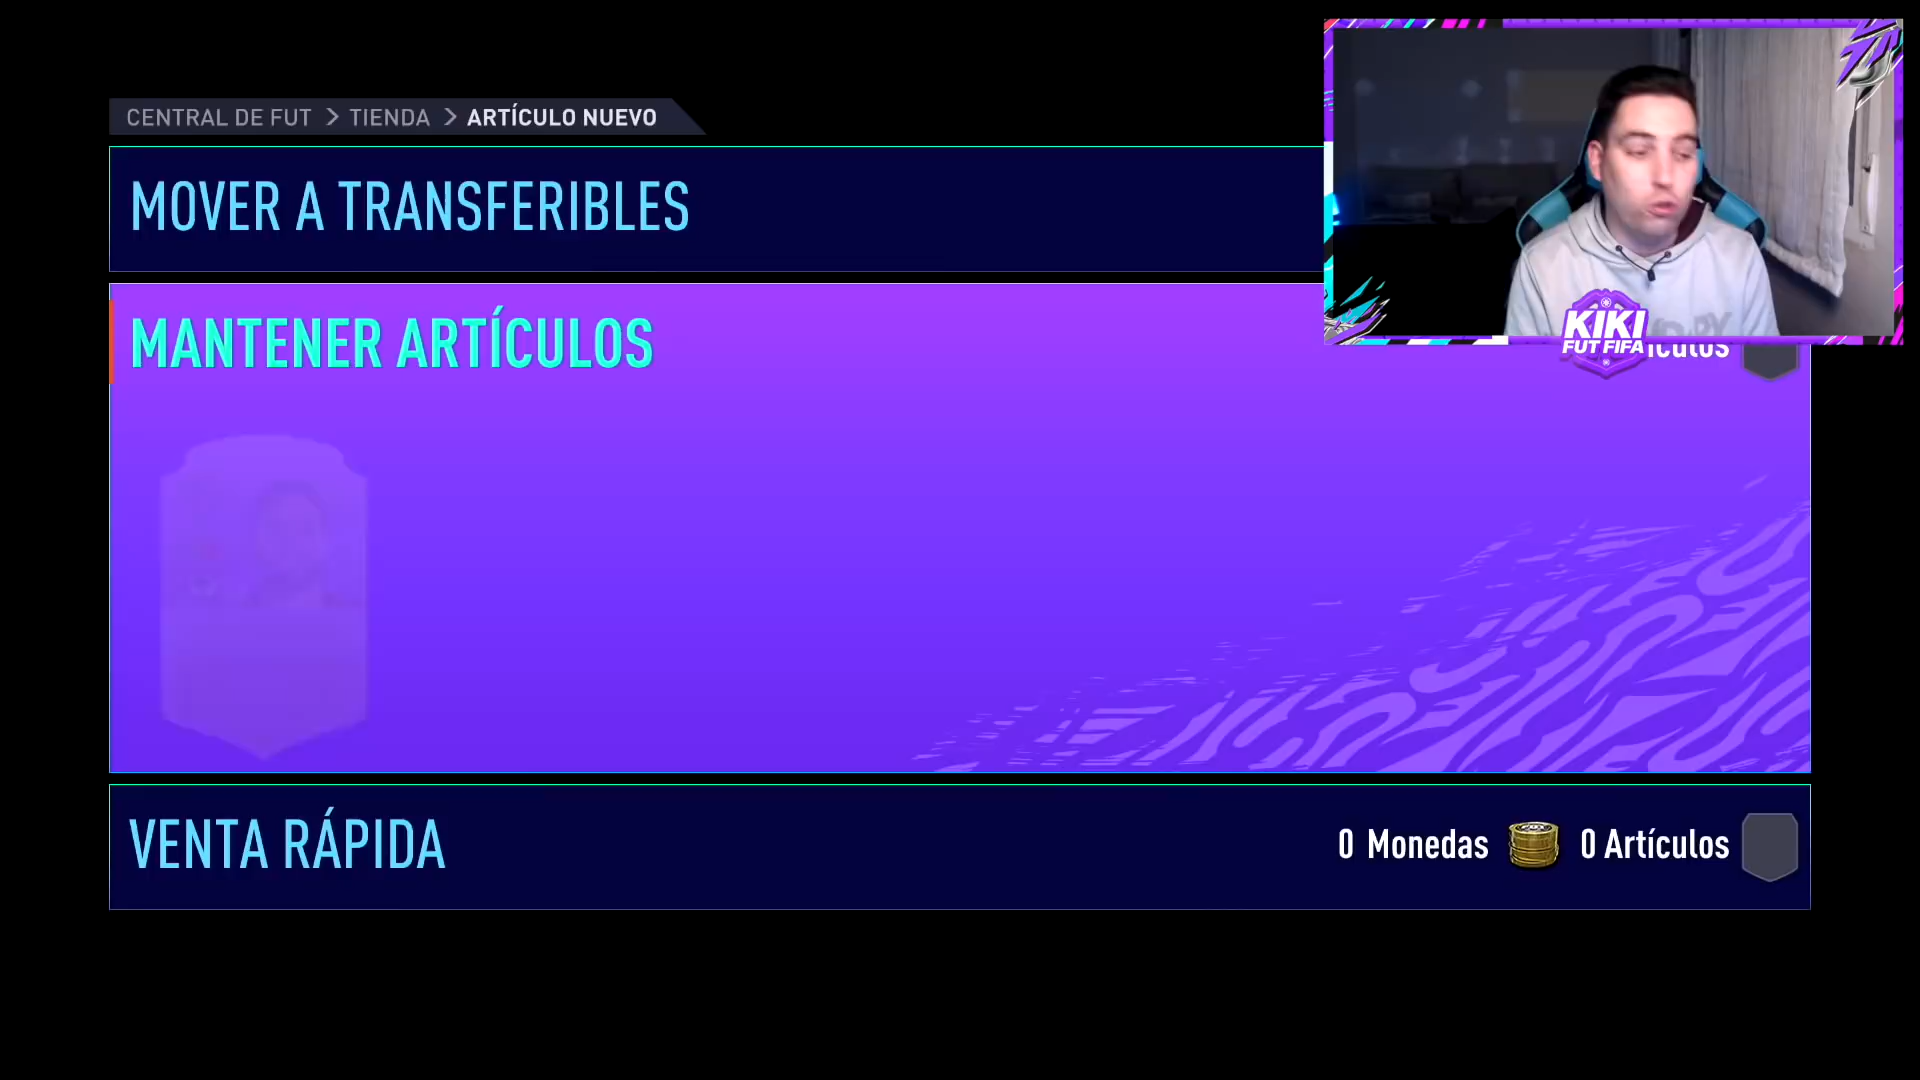 CENTRAL DE FUT > TIENDA > ARTÍCULO NUEVO
MOVER A TRANSFERIBLES
MANTENER ARTÍCULOS
KIKI
FUT FIFA
VENTA RÁPIDA
0 Monedas
0 Artículos